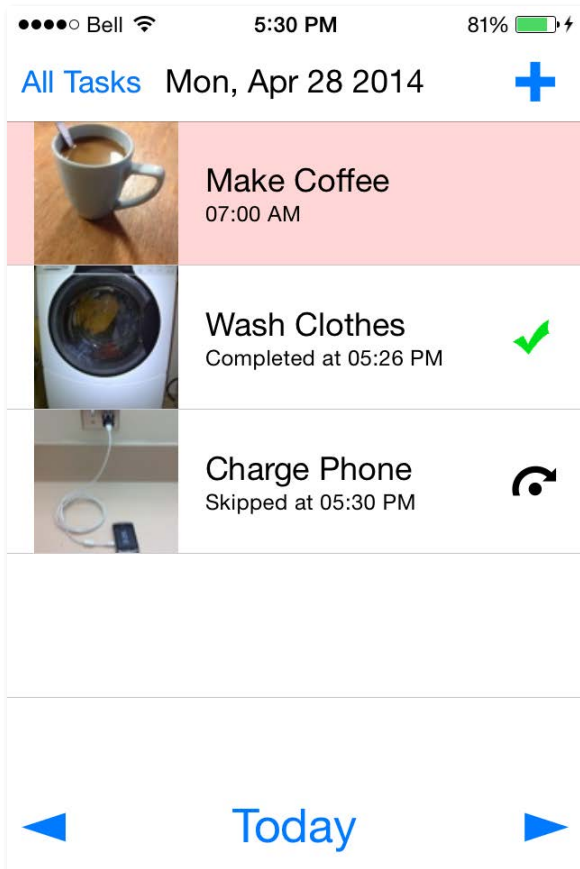 Bell 5:30 PM 81%
All Tasks Mon, Apr 28 2014
Make Coffee
07:00 AM
Wash Clothes
Completed at 05:26 PM
Charge Phone
Skipped at 05:30 PM
Today